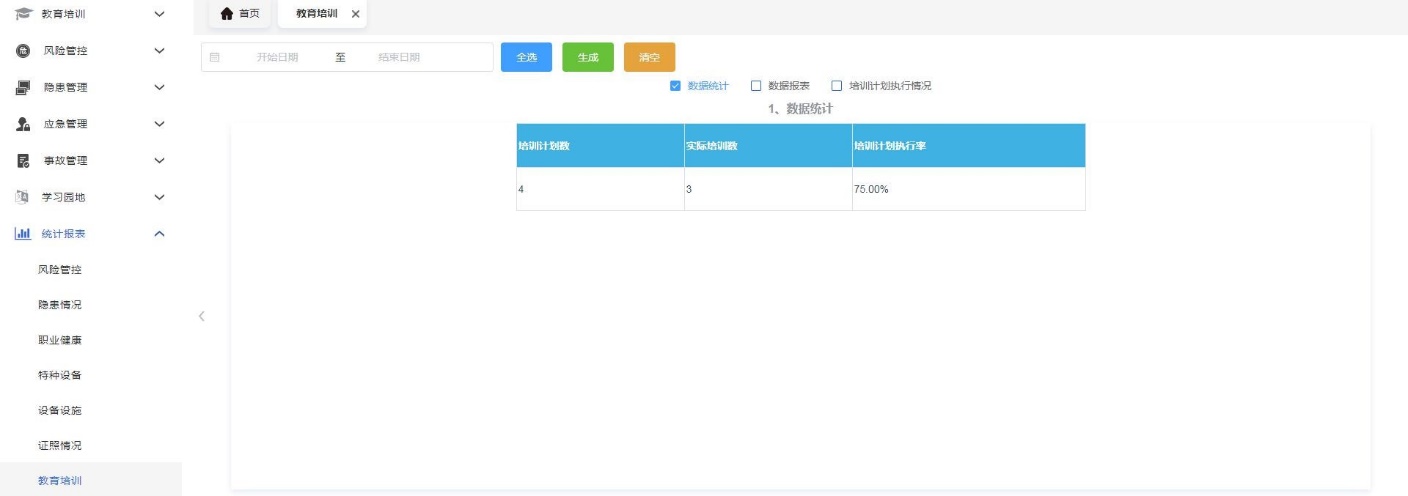 教育培训
风险管控
隐患管理
应急管理
事故管理
学习园地
统计报表
风险管控
隐患情况
职业健康
特种设备
设备设施
证照情况
教育培训
首页 教育培训
开始日期 至 结束日期 全选 生成 清空
数据统计 数据报表 培训计划执行情况
1、数据统计
培训计划数 实际培训数 培训计划执行率
4 3 75.00%